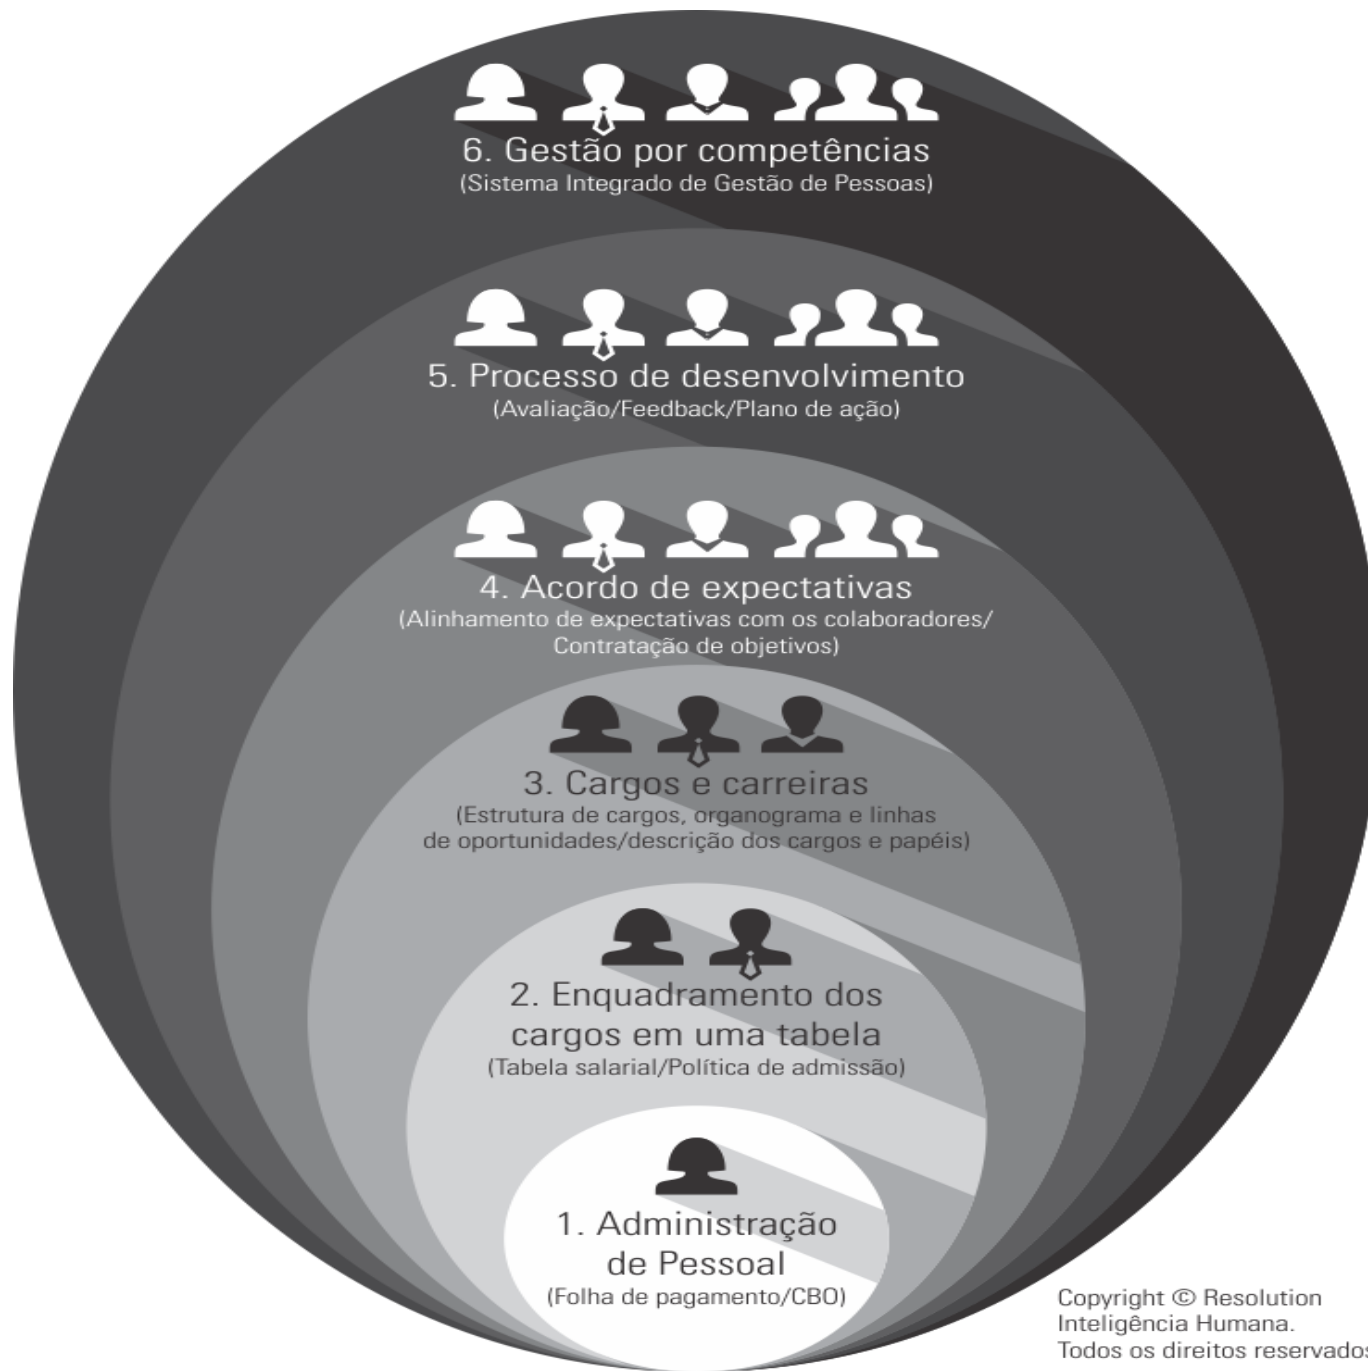 6. Gestão por competências
(Sistema Integrado de Gestão de Pessoas)
5. Processo de desenvolvimento
(Avaliação/Feedback/Plano de ação)
4. Acordo de expectativas
(Alinhamento de expectativas com os colaboradores/
Contratação de objetivos)
3. Cargos e carreiras
(Estrutura de cargos, organograma e linhas
de oportunidades/descrição dos cargos e papéis)
2. Enquadramento dos
cargos em uma tabela
(Tabela salarial/Política de admissão)
1. Administração
de Pessoal
(Folha de pagamento/CBO)
Copyright © Resolution
Inteligência Humana.
Todos os direitos reservados